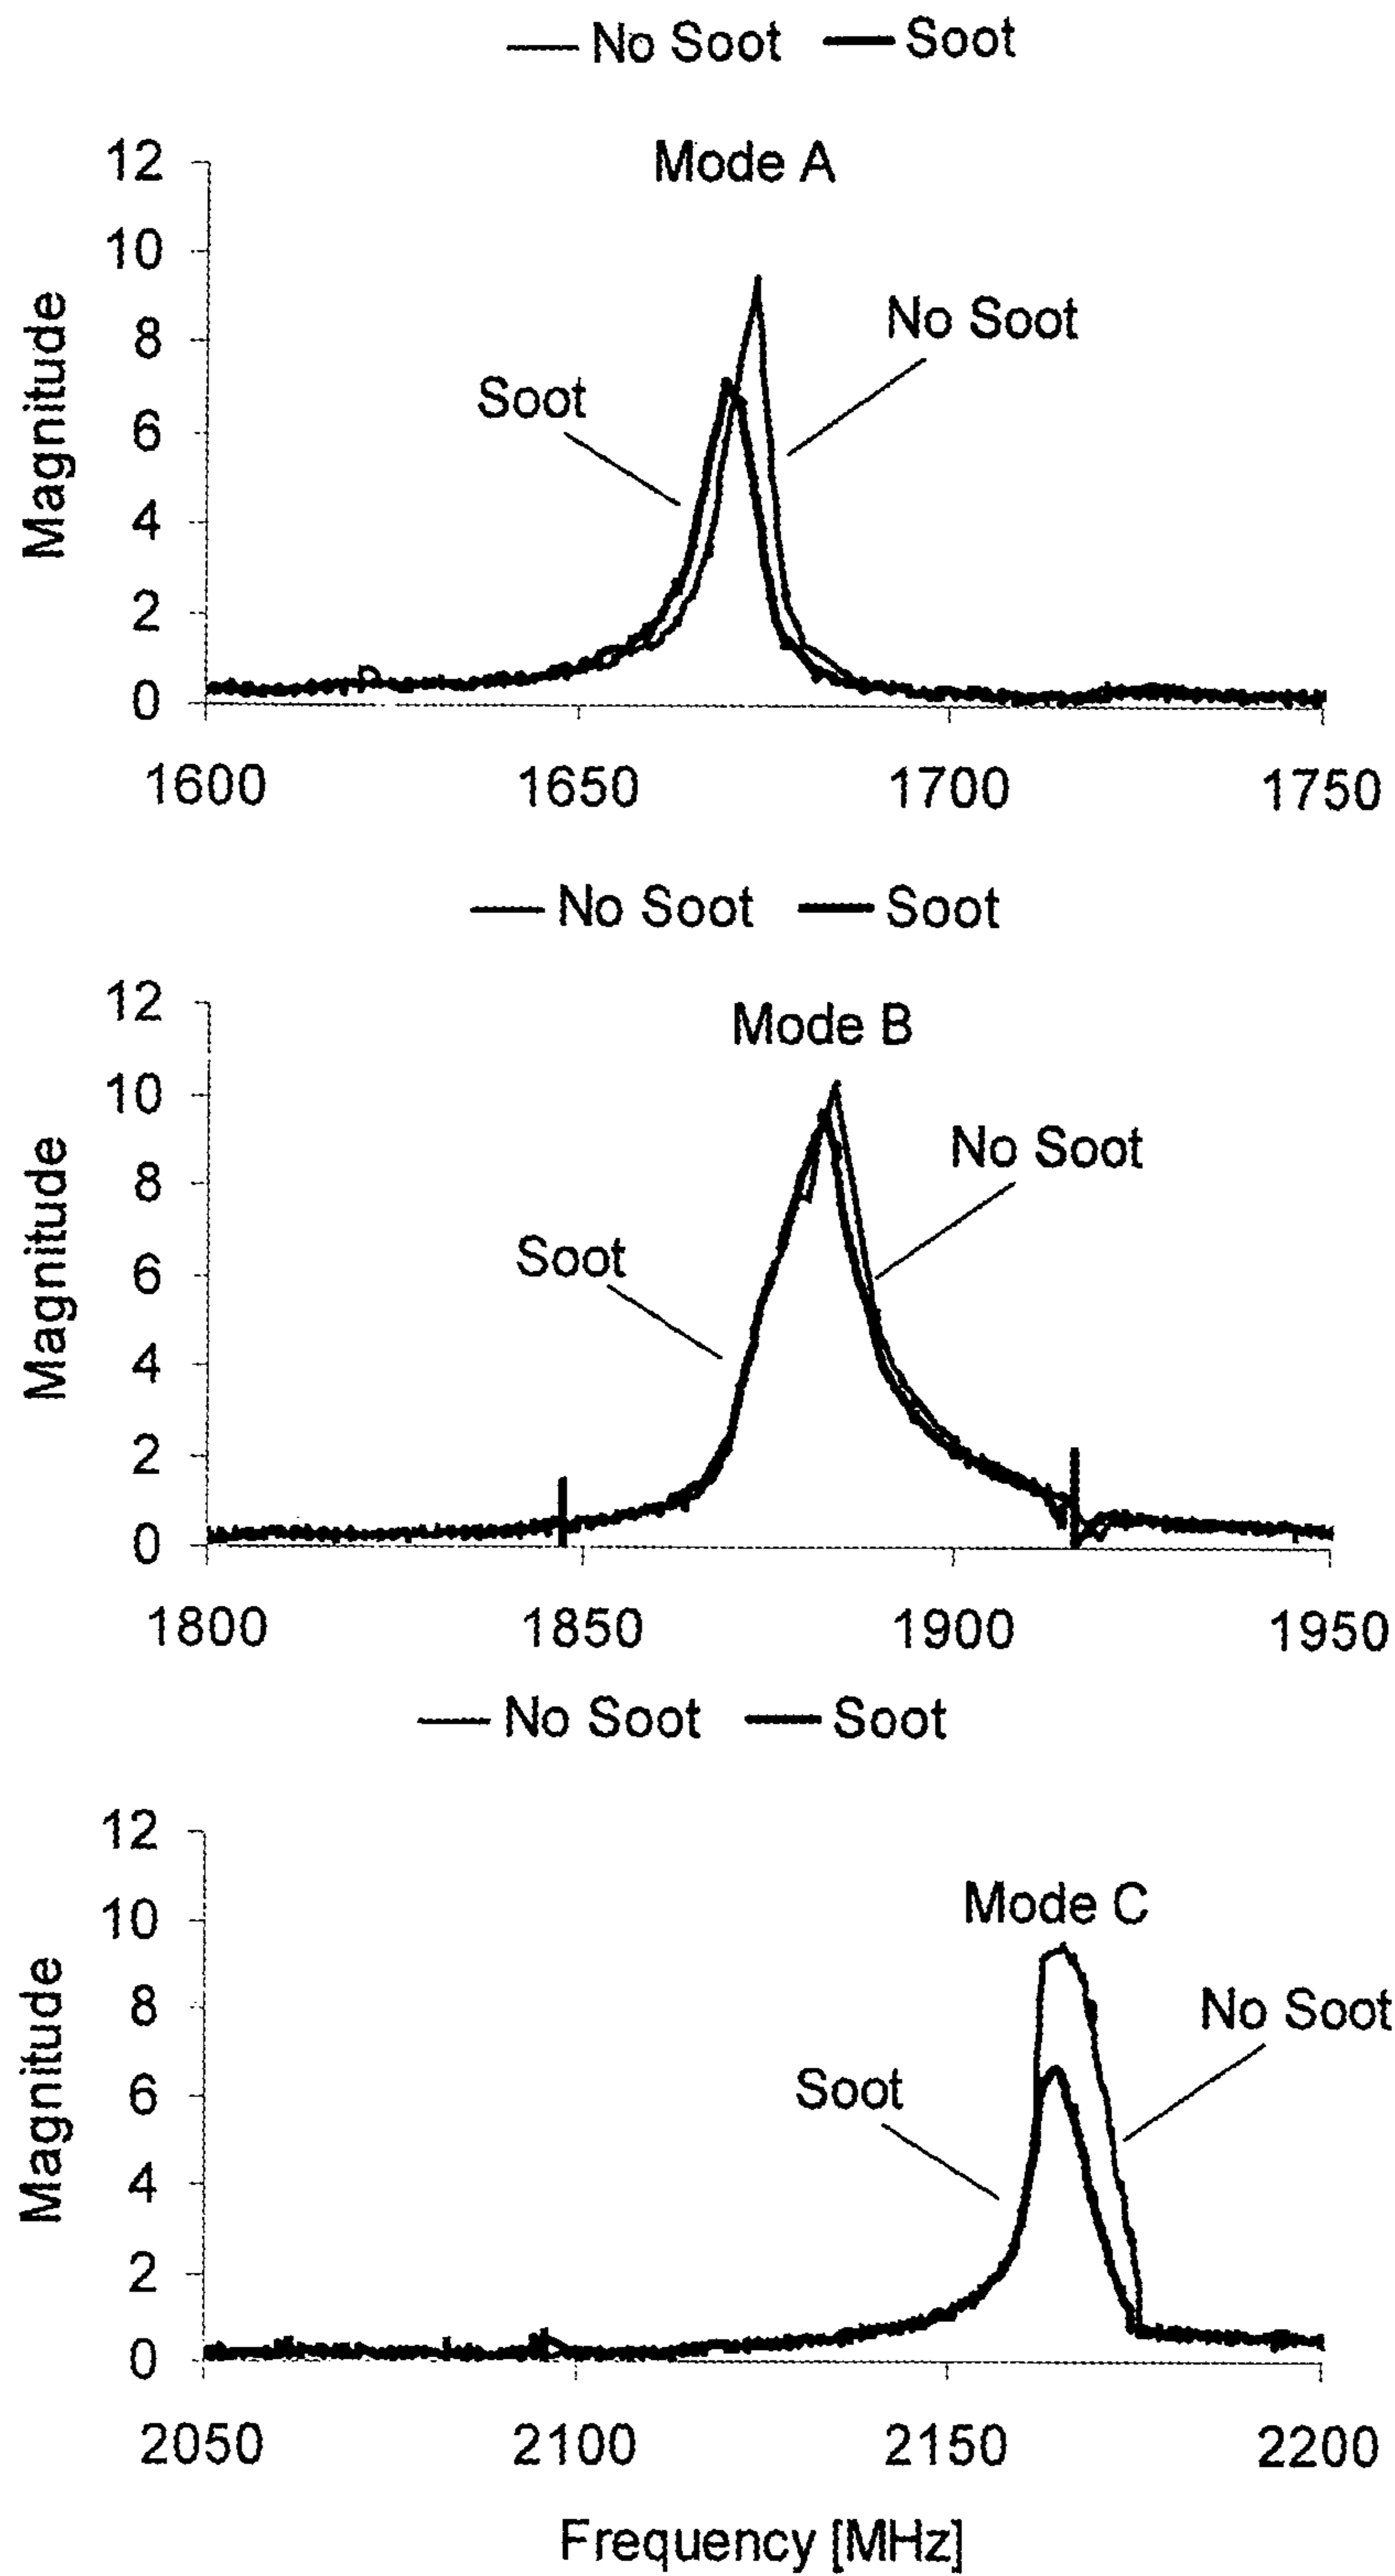 No Soot Soot
Mode A
12
10
8
6
4
2
0
Magnitude
No Soot
Soot
1600 1650 1700 1750
No Soot Soot
Mode B
12
10
8
6
4
2
0
Magnitude
No Soot
Soot
1800 1850 1900 1950
No Soot Soot
Mode C
12
10
8
6
4
2
0
Magnitude
No Soot
Soot
2050 2100 2150 2200
Frequency [MHz]